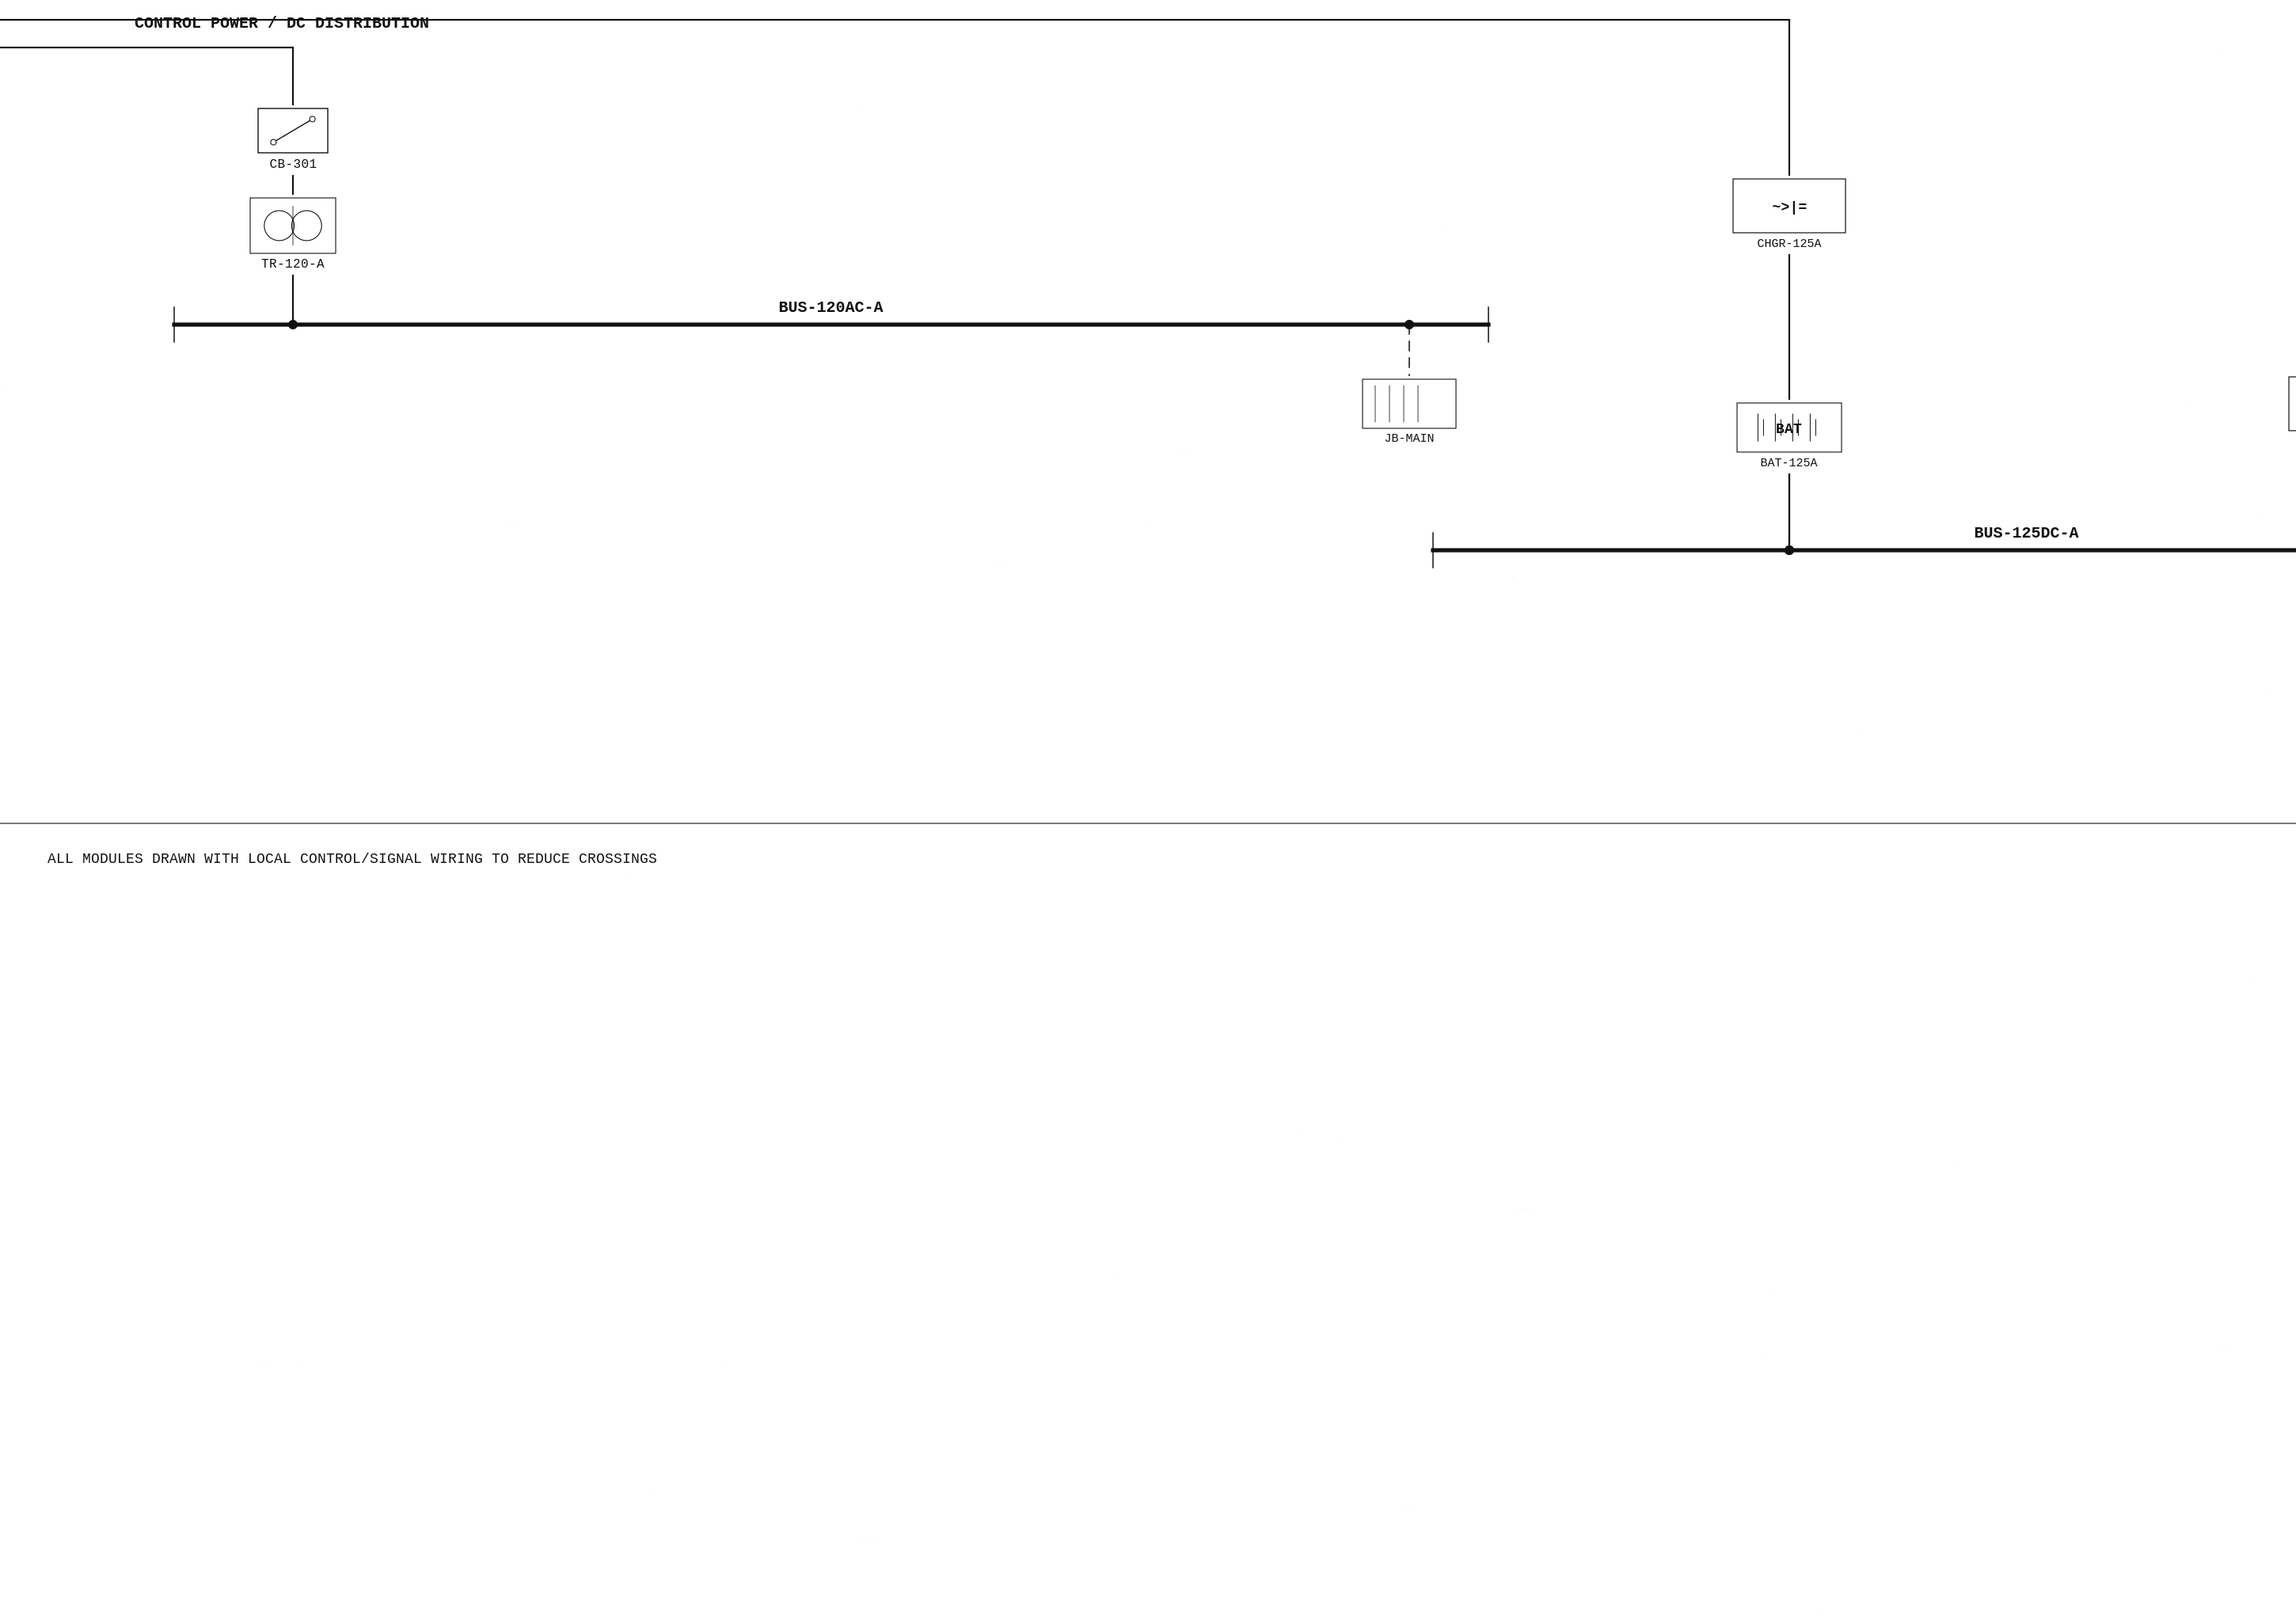 CONTROL POWER / DC DISTRIBUTION
CB-301
TR-120-A
BUS-120AC-A
JB-MAIN
~>|=
CHGR-125A
BAT
BAT-125A
BUS-125DC-A
ALL MODULES DRAWN WITH LOCAL CONTROL/SIGNAL WIRING TO REDUCE CROSSINGS